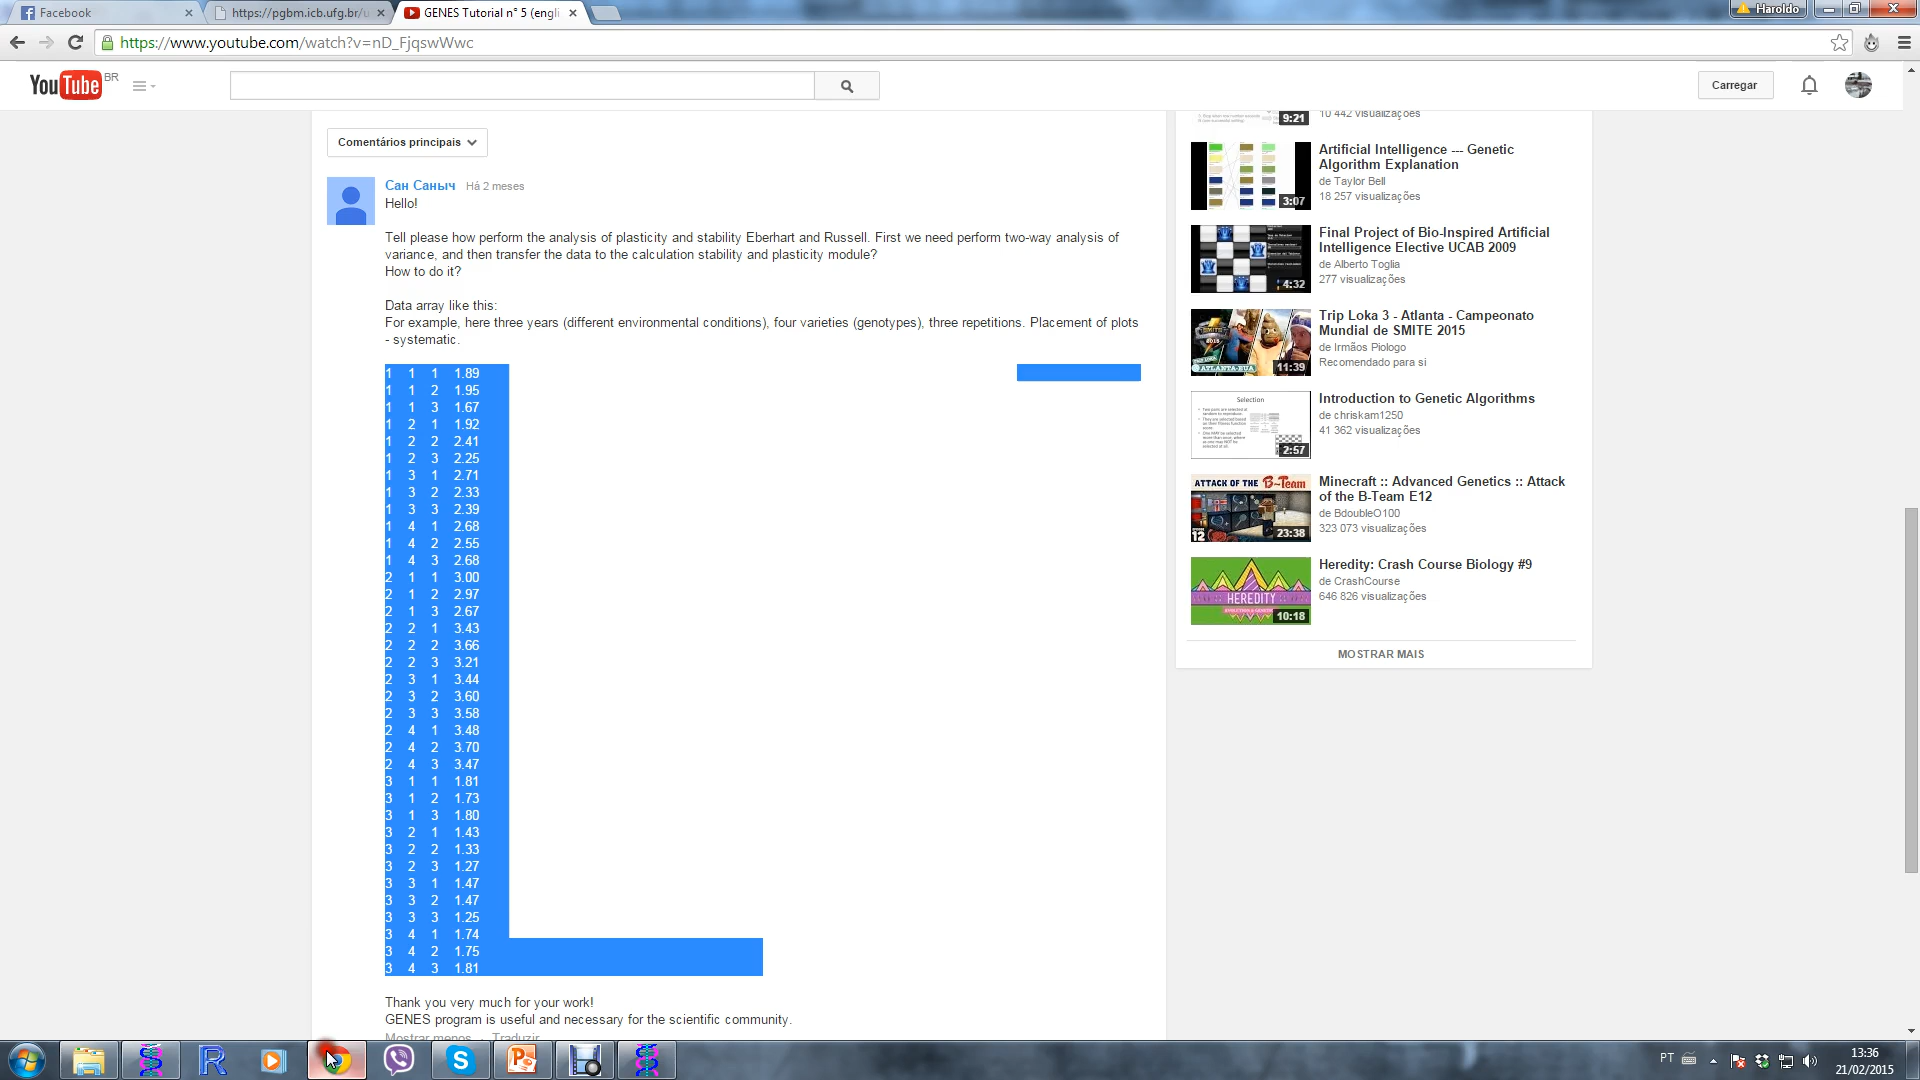 Facebook
https://pgbm.icb.ufg.br/u
GENES Tutorial n° 5 (engli
Haroldo
https://www.youtube.com/watch?v=nD_FjqswWwc
YouTube BR
Carregar
Comentários principais
Сан Саныч Há 2 meses
Hello!
Tell please how perform the analysis of plasticity and stability Eberhart and Russell. First we need perform two-way analysis of
variance, and then transfer the data to the calculation stability and plasticity module?
How to do it?
Data array like this:
For example, here three years (different environmental conditions), four varieties (genotypes), three repetitions. Placement of plots
- systematic.
1 1 1 1.89
1 1 2 1.95
1 1 3 1.67
1 2 1 1.92
1 2 2 2.41
1 2 3 2.25
1 3 1 2.71
1 3 2 2.33
1 3 3 2.39
1 4 1 2.68
1 4 2 2.55
1 4 3 2.68
2 1 1 3.00
2 1 2 2.97
2 1 3 2.67
2 2 1 3.43
2 2 2 3.66
2 2 3 3.21
2 3 1 3.44
2 3 2 3.60
2 3 3 3.58
2 4 1 3.48
2 4 2 3.70
2 4 3 3.47
3 1 1 1.81
3 1 2 1.73
3 1 3 1.80
3 2 1 1.43
3 2 2 1.33
3 2 3 1.27
3 3 1 1.47
3 3 2 1.47
3 3 3 1.25
3 4 1 1.74
3 4 2 1.75
3 4 3 1.81
Thank you very much for your work!
GENES program is useful and necessary for the scientific community.
Mostrar menos Traduzir
9:21
10 442 visualizações
Artificial Intelligence --- Genetic
Algorithm Explanation
de Taylor Bell
18 257 visualizações
3:07
Final Project of Bio-Inspired Artificial
Intelligence Elective UCAB 2009
de Alberto Toglia
277 visualizações
4:32
Trip Loka 3 - Atlanta - Campeonato
Mundial de SMITE 2015
de Irmãos Piologo
Recomendado para si
11:39
Selection
Introduction to Genetic Algorithms
de chriskam1250
41 362 visualizações
2:57
ATTACK OF THE B-Team
Minecraft :: Advanced Genetics :: Attack
of the B-Team E12
de BdoubleO100
323 073 visualizações
12
23:38
Heredity: Crash Course Biology #9
de CrashCourse
646 826 visualizações
HEREDITY
10:18
MOSTRAR MAIS
PT
13:36
21/02/2015